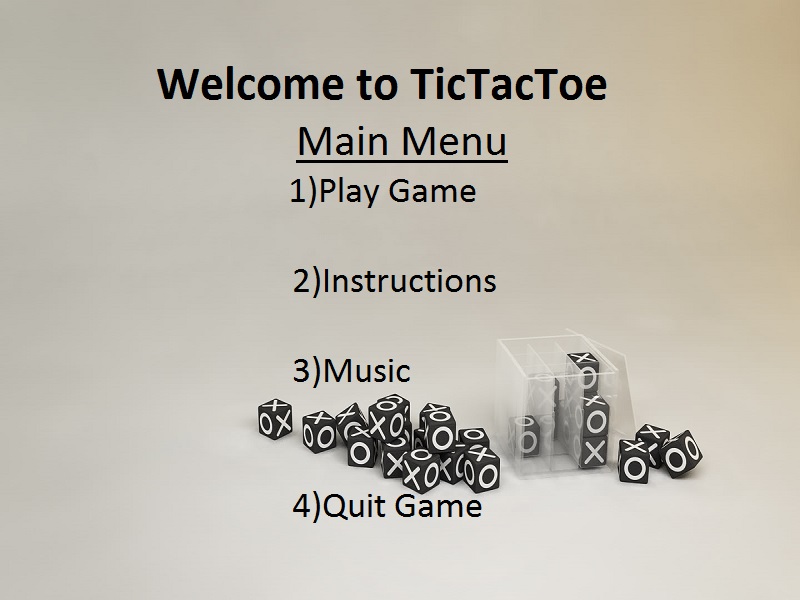 Welcome to TicTacToe
Main Menu
1)Play Game
2)Instructions
3)Music
4)Quit Game